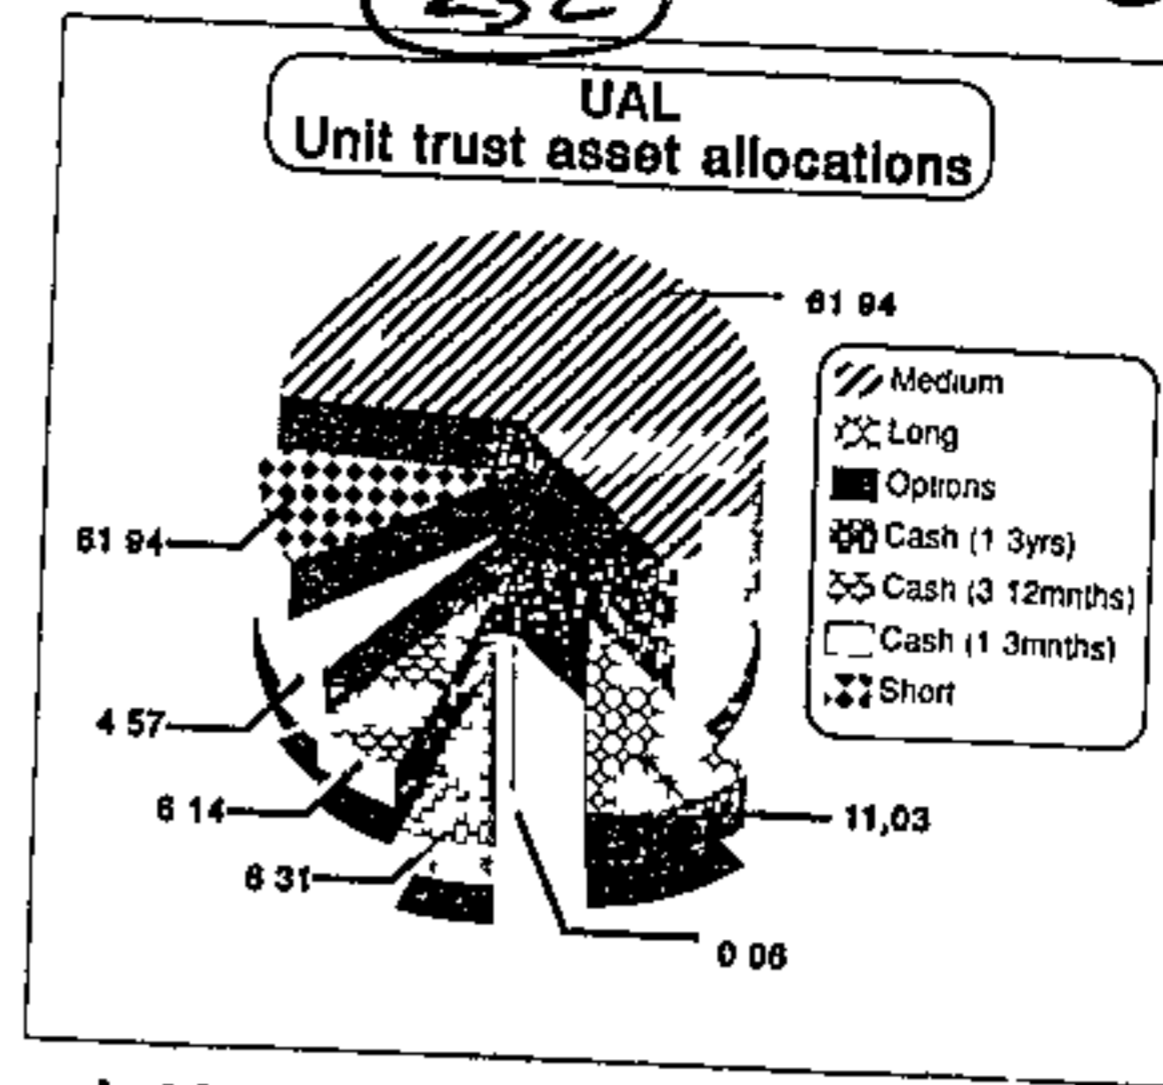 UAL
Unit trust asset allocations
61 94
Medium
Long
Options
Cash (1 3yrs)
Cash (3 12mnths)
Cash (1 3mnths)
Short
61 94
4 57
6 14
6 31
11,03
0 06